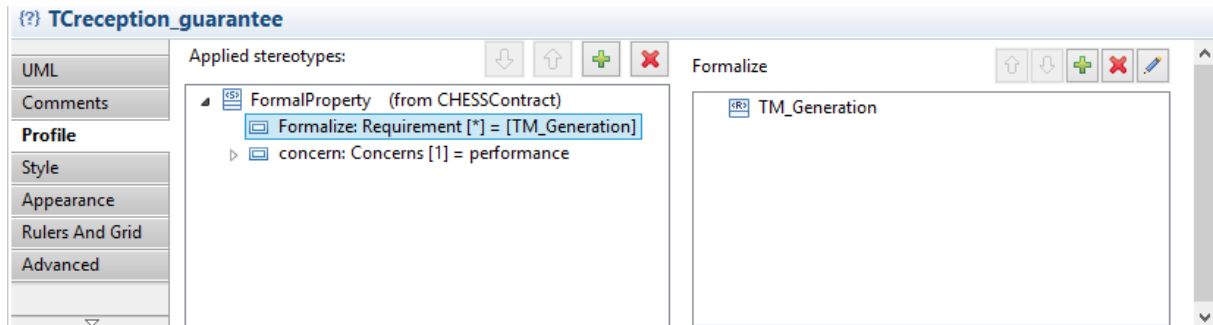 {?} TCreception_guarantee
UML
Comments
Profile
Style
Appearance
Rulers And Grid
Advanced
Applied stereotypes:
<S> FormalProperty (from CHESSContract)
Formalize: Requirement [*] = [TM_Generation]
concern: Concerns [1] = performance
Formalize
<R> TM_Generation